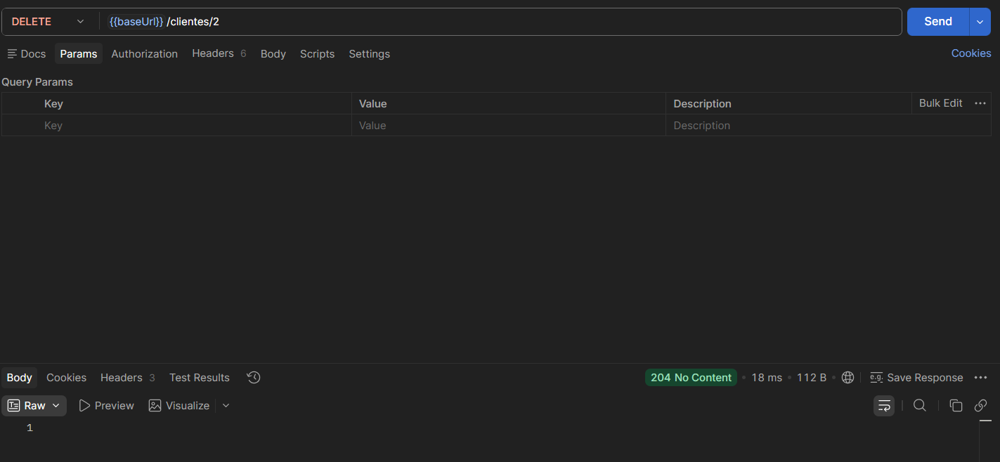 DELETE {{baseUrl}} /clientes/2 Send
Docs Params Authorization Headers 6 Body Scripts Settings Cookies
Query Params
Key Value Description Bulk Edit
Key Value Description
Body Cookies Headers 3 Test Results 204 No Content • 18 ms • 112 B • e.g. Save Response
Raw Preview Visualize
1